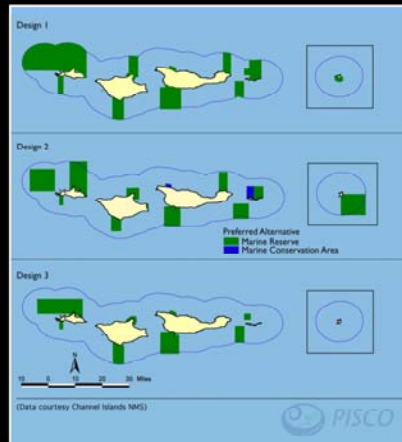 Design 1
Design 2
Preferred Alternative
Marine Reserve
Marine Conservation Area
Design 3
N
10 0 10 20 30 Miles
(Data courtesy Channel Islands NMS)
PISCO